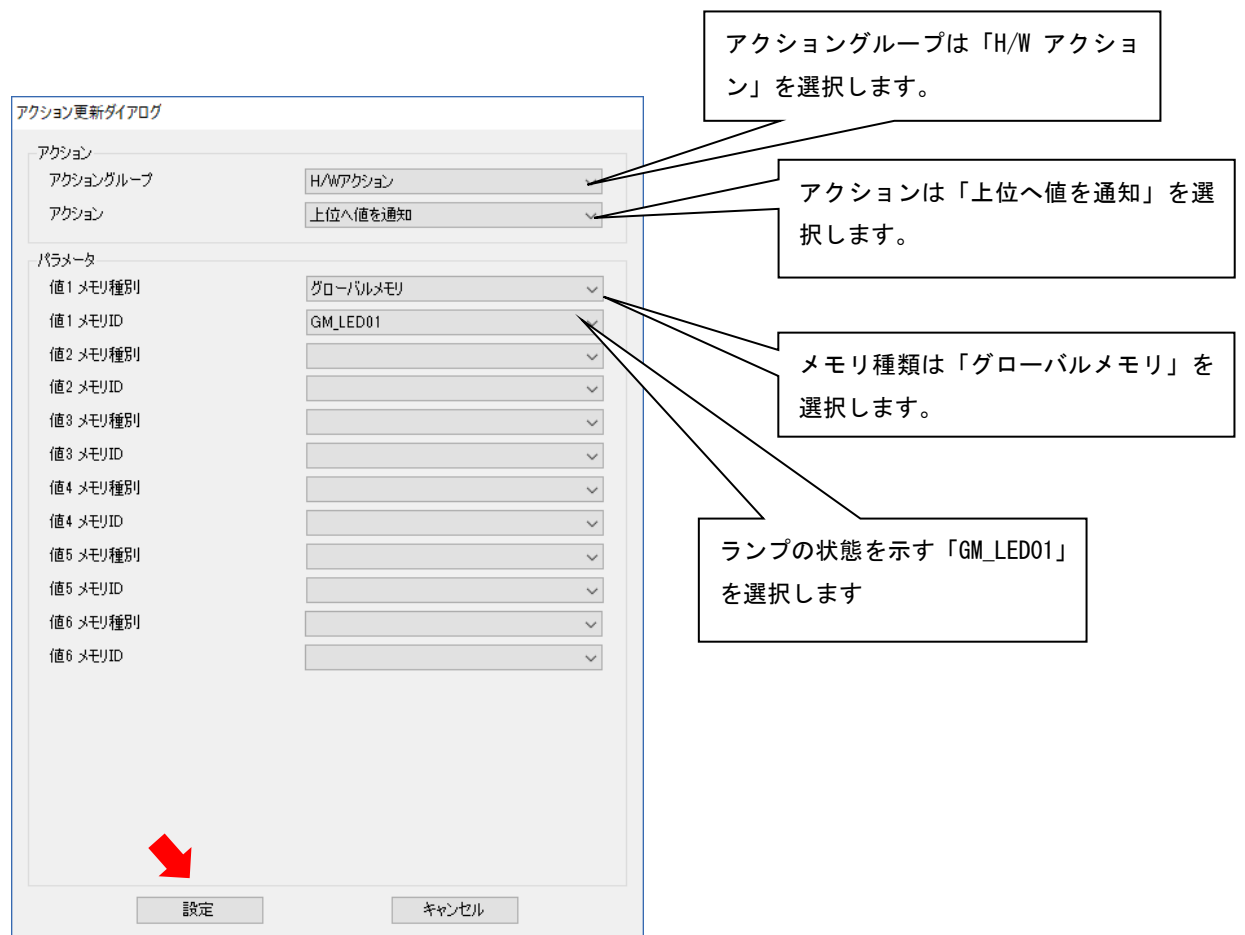 アクショングループは「H/W アクショ
ン」を選択します。
アクション更新ダイアログ
アクション
アクショングループ
H/Wアクション
アクション
上位へ値を通知
アクションは「上位へ値を通知」を選
択します。
パラメータ
値1 メモリ種別
グローバルメモリ
値1 メモリID
GM_LED01
値2 メモリ種別
値2 メモリID
値3 メモリ種別
値3 メモリID
値4 メモリ種別
値4 メモリID
値5 メモリ種別
値5 メモリID
値6 メモリ種別
値6 メモリID
メモリ種類は「グローバルメモリ」を
選択します。
ランプの状態を示す「GM_LED01」
を選択します
設定
キャンセル